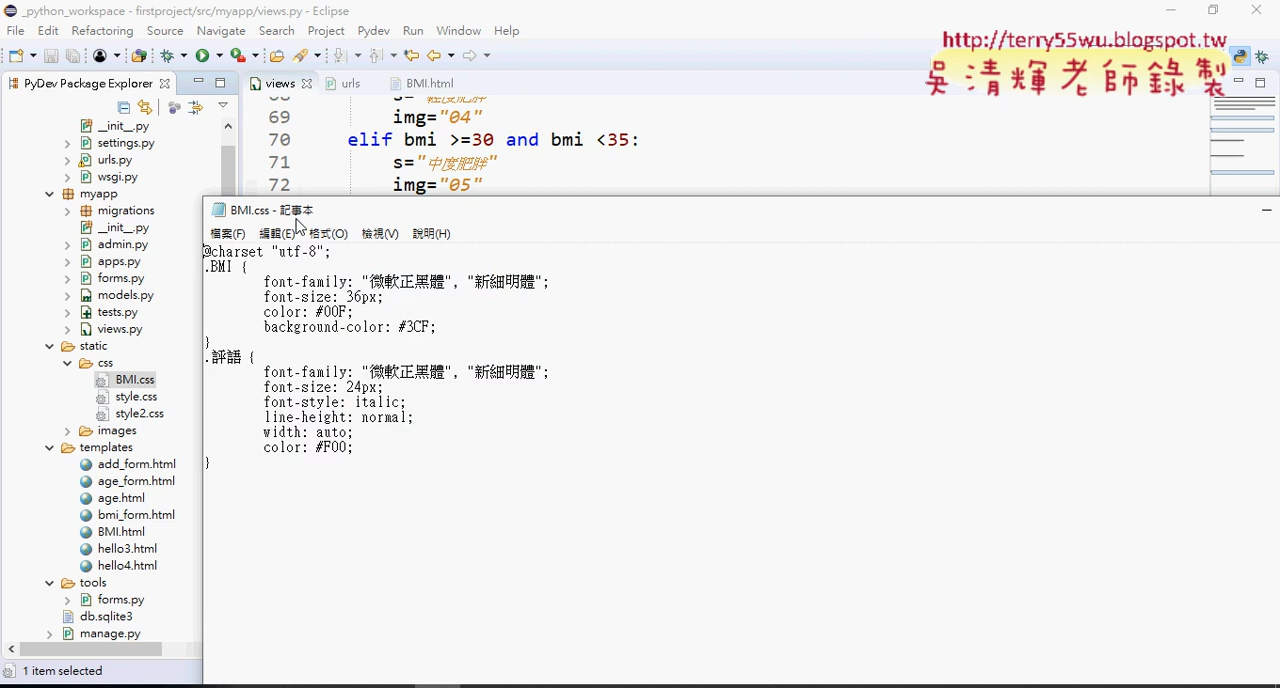 _python_workspace - firstproject/src/myapp/views.py - Eclipse
File Edit Refactoring Source Navigate Search Project Pydev Run Window Help
http://terry55wu.blogspot.tw
吳清輝老師錄製
PyDev Package Explorer
views
urls
BMI.html
__init__.py
settings.py
urls.py
wsgi.py
myapp
migrations
__init__.py
admin.py
apps.py
forms.py
models.py
tests.py
views.py
static
css
BMI.css
style.css
style2.css
images
templates
add_form.html
age_form.html
age.html
bmi_form.html
BMI.html
hello3.html
hello4.html
tools
forms.py
db.sqlite3
manage.py
1 item selected
68 s="輕度肥胖"
69 img="04"
70 elif bmi >=30 and bmi <35:
71 s="中度肥胖"
72 img="05"
BMI.css - 記事本
檔案(F) 編輯(E) 格式(O) 檢視(V) 說明(H)
@charset "utf-8";
.BMI {
font-family: "微軟正黑體", "新細明體";
font-size: 36px;
color: #00F;
background-color: #3CF;
}
.評語 {
font-family: "微軟正黑體", "新細明體";
font-size: 24px;
font-style: italic;
line-height: normal;
width: auto;
color: #F00;
}